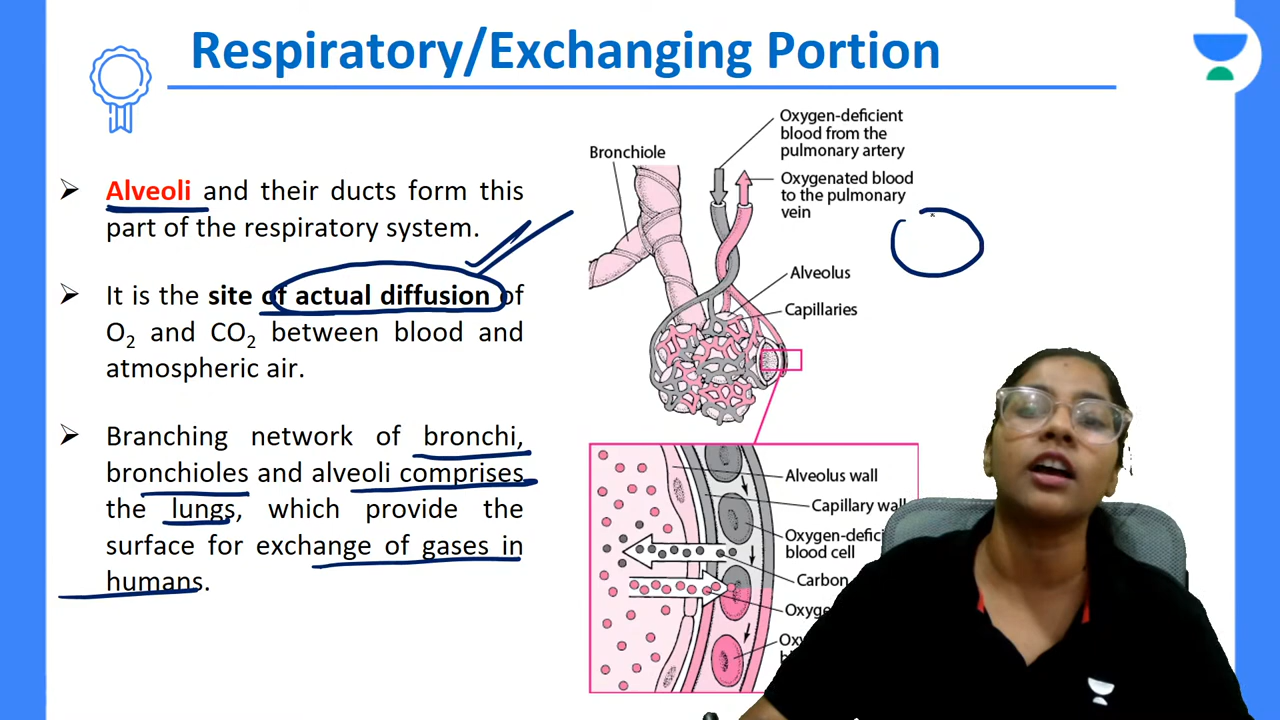 Respiratory/Exchanging Portion
Alveoli and their ducts form this
part of the respiratory system.
It is the site of actual diffusion of
O₂ and CO₂ between blood and
atmospheric air.
Branching network of bronchi,
bronchioles and alveoli comprises
the lungs, which provide the
surface for exchange of gases in
humans.
Bronchiole
Oxygen-deficient
blood from the
pulmonary artery
Oxygenated blood
to the pulmonary
vein
Alveolus
Capillaries
Alveolus wall
Capillary wall
blood cell
Carbon